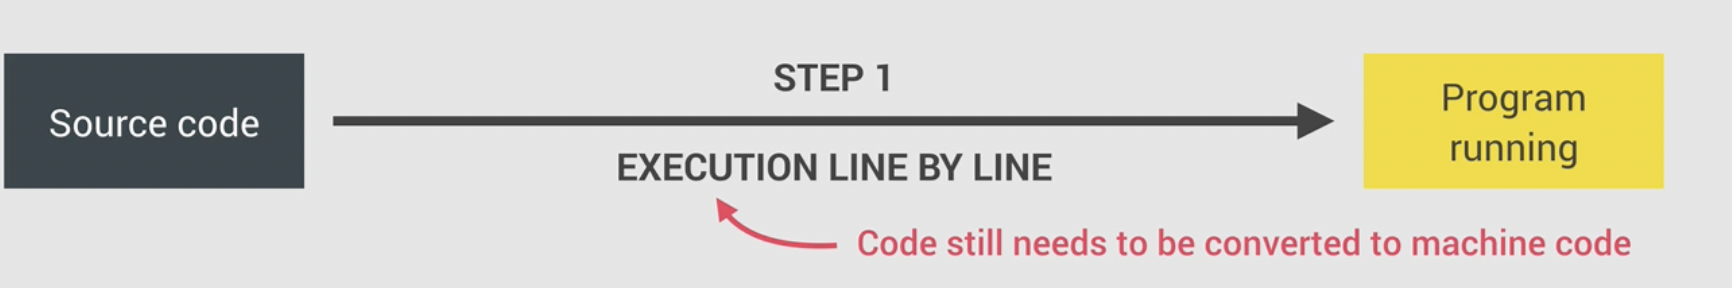 STEP 1
Source code
Program
running
EXECUTION LINE BY LINE
Code still needs to be converted to machine code